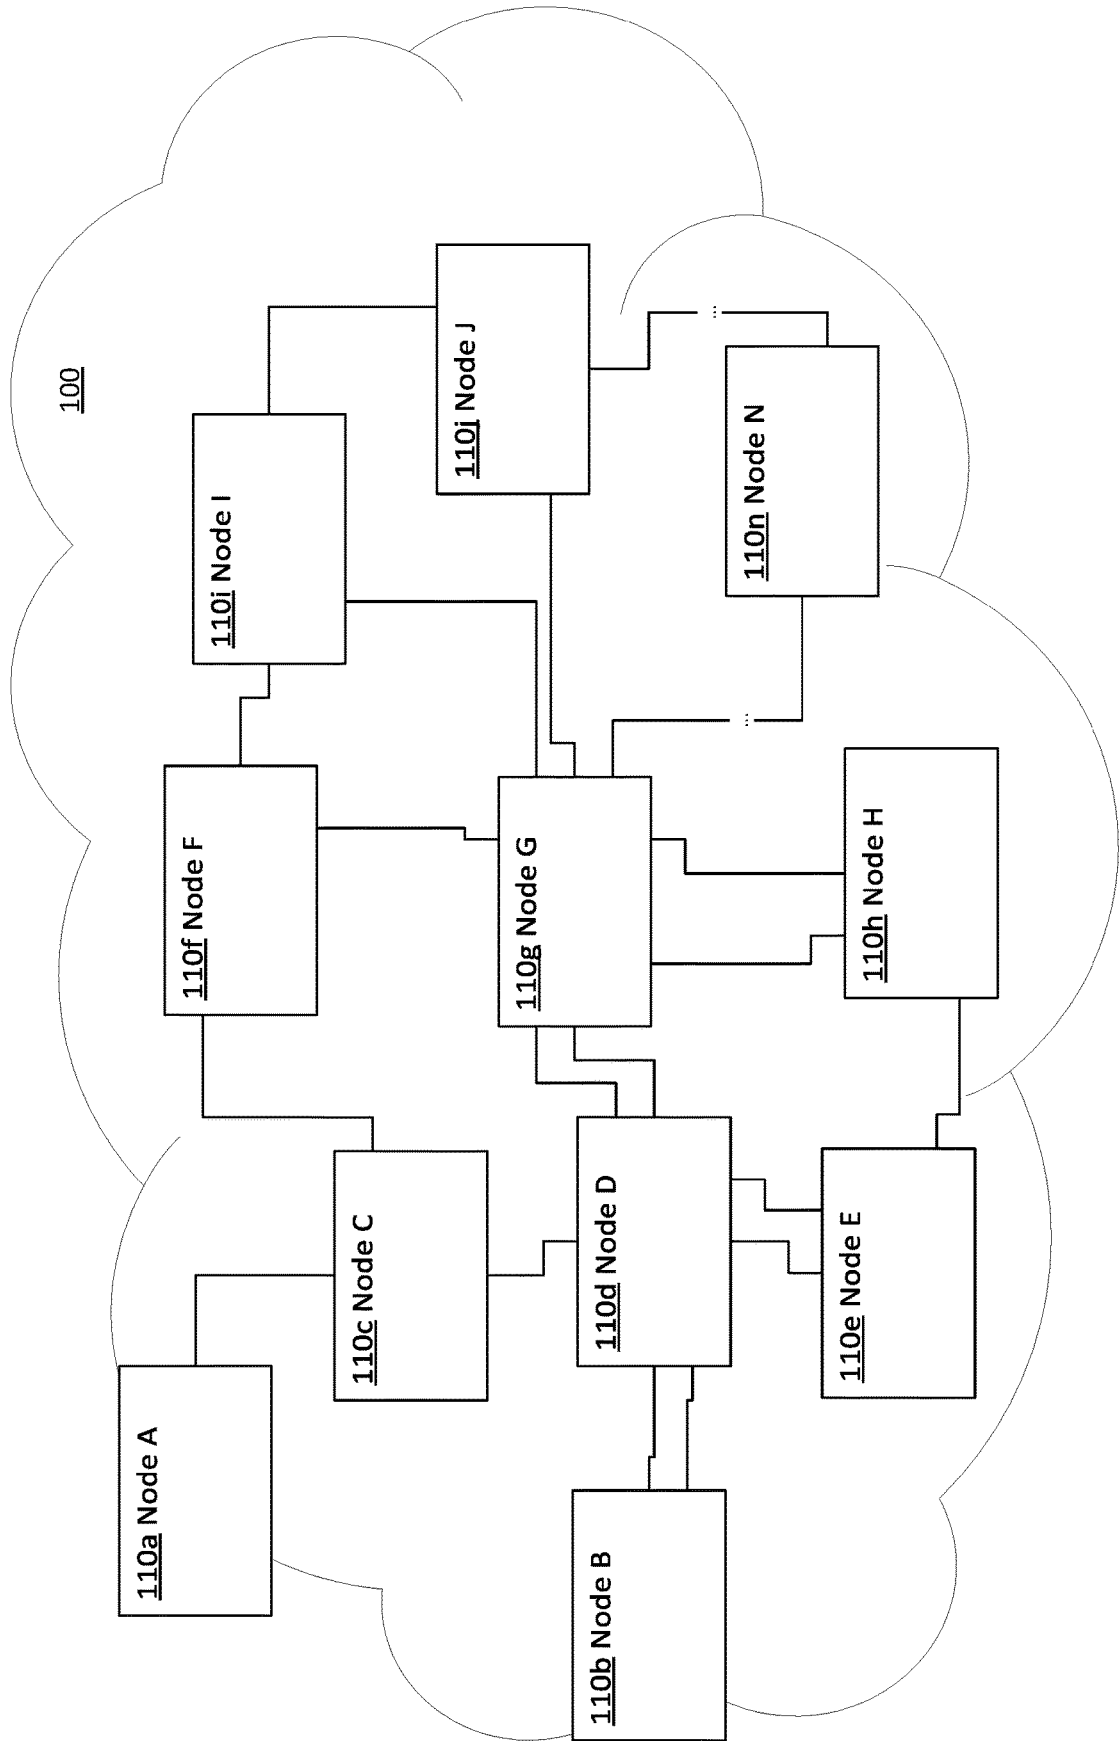 100
110a Node A
110b Node B
110c Node C
110d Node D
110e Node E
110f Node F
110g Node G
110h Node H
110i Node I
110j Node J
110n Node N
...
...